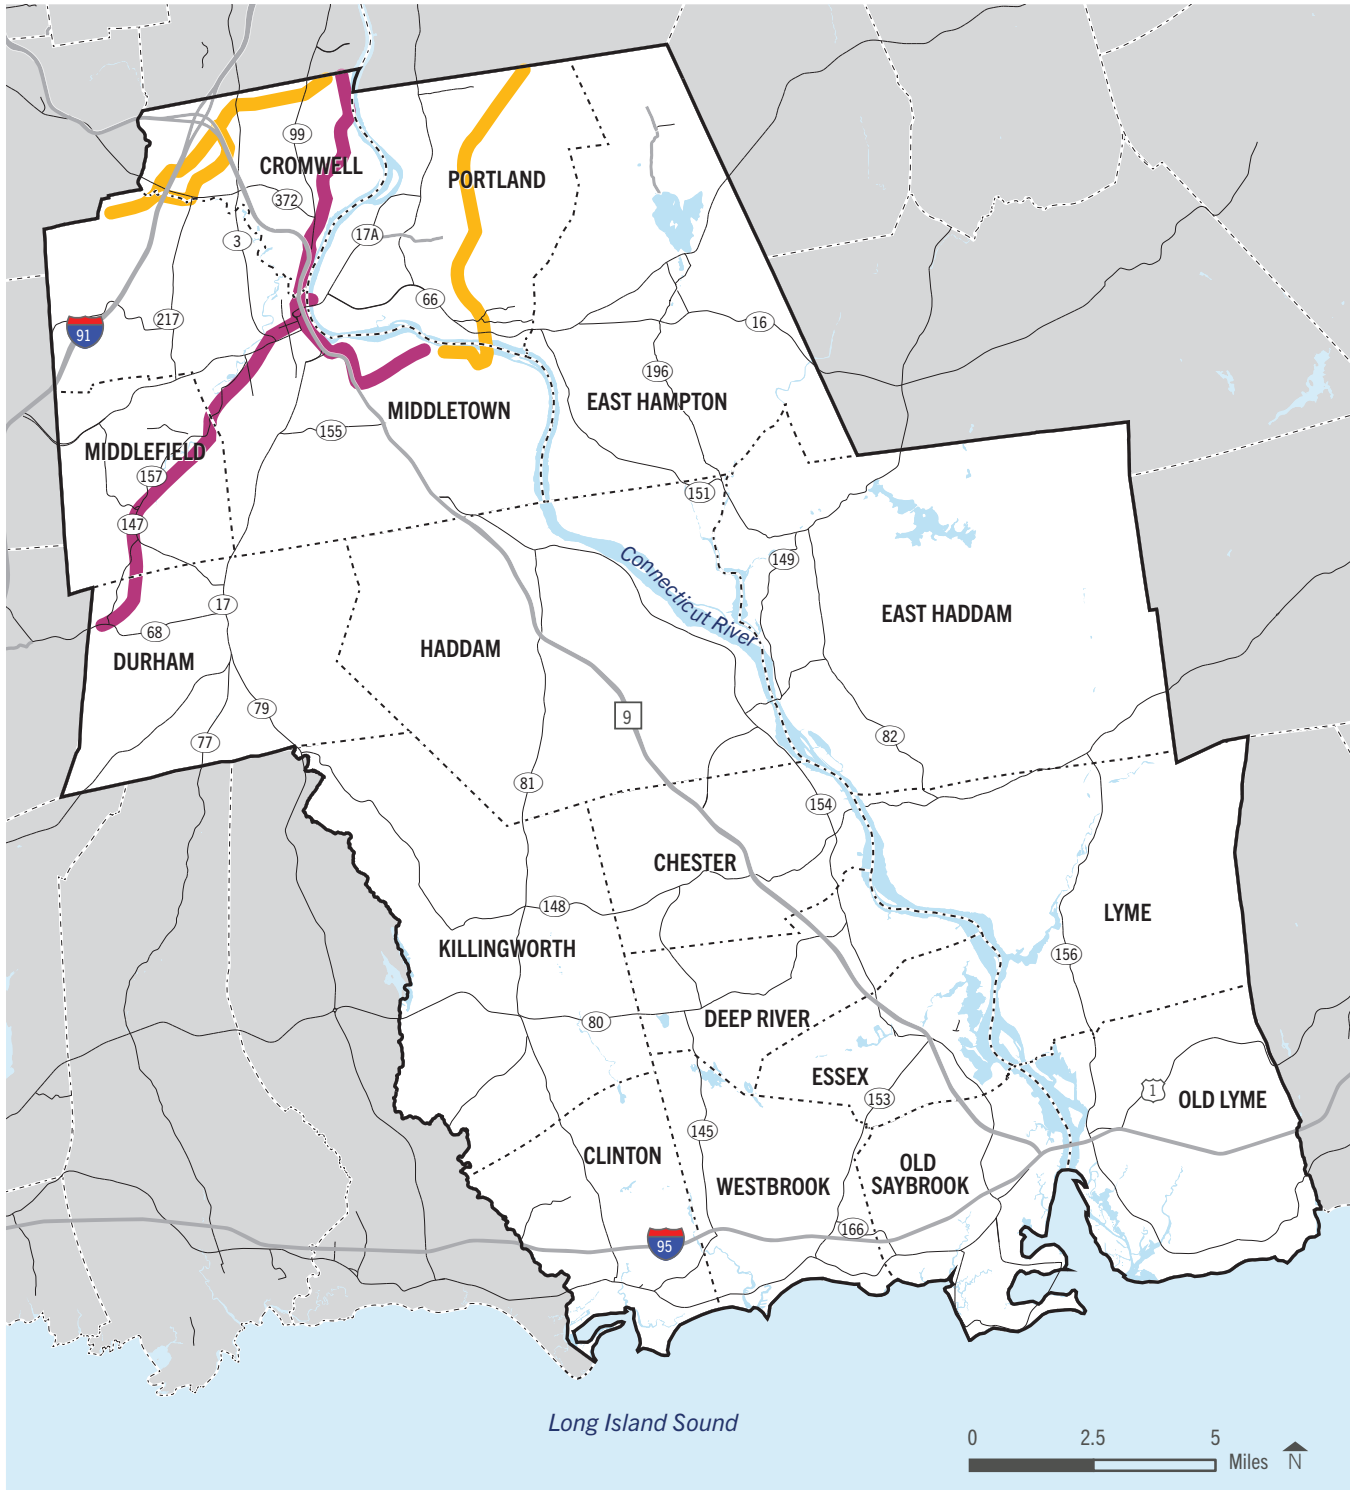 99
CROMWELL
PORTLAND
372
17A
3
66
217
91
16
196
EAST HAMPTON
MIDDLETOWN
155
MIDDLEFIELD
157
151
147
Connecticut River
149
17
EAST HADDAM
68
HADDAM
DURHAM
79
9
77
82
81
154
CHESTER
148
LYME
KILLINGWORTH
156
DEEP RIVER
80
ESSEX
1
153
OLD LYME
145
CLINTON
OLD
SAYBROOK
WESTBROOK
166
95
Long Island Sound
0 2.5 5
Miles N